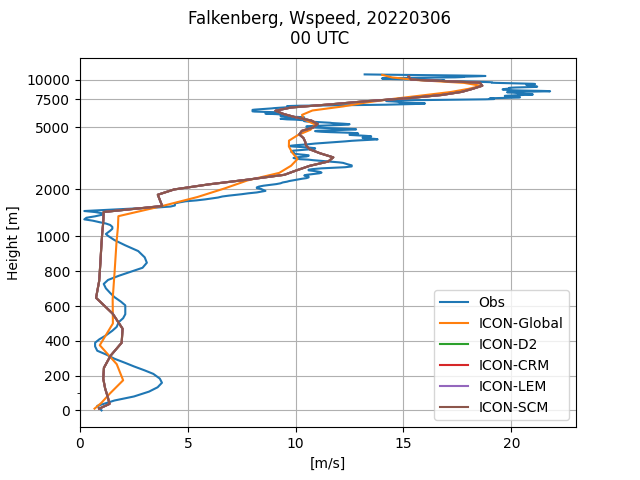 Falkenberg, Wspeed, 20220306
00 UTC
10000
7500
5000
2000
1000
800
600
400
200
0
Height [m]
Obs
ICON-Global
ICON-D2
ICON-CRM
ICON-LEM
ICON-SCM
0
5
10
15
20
[m/s]